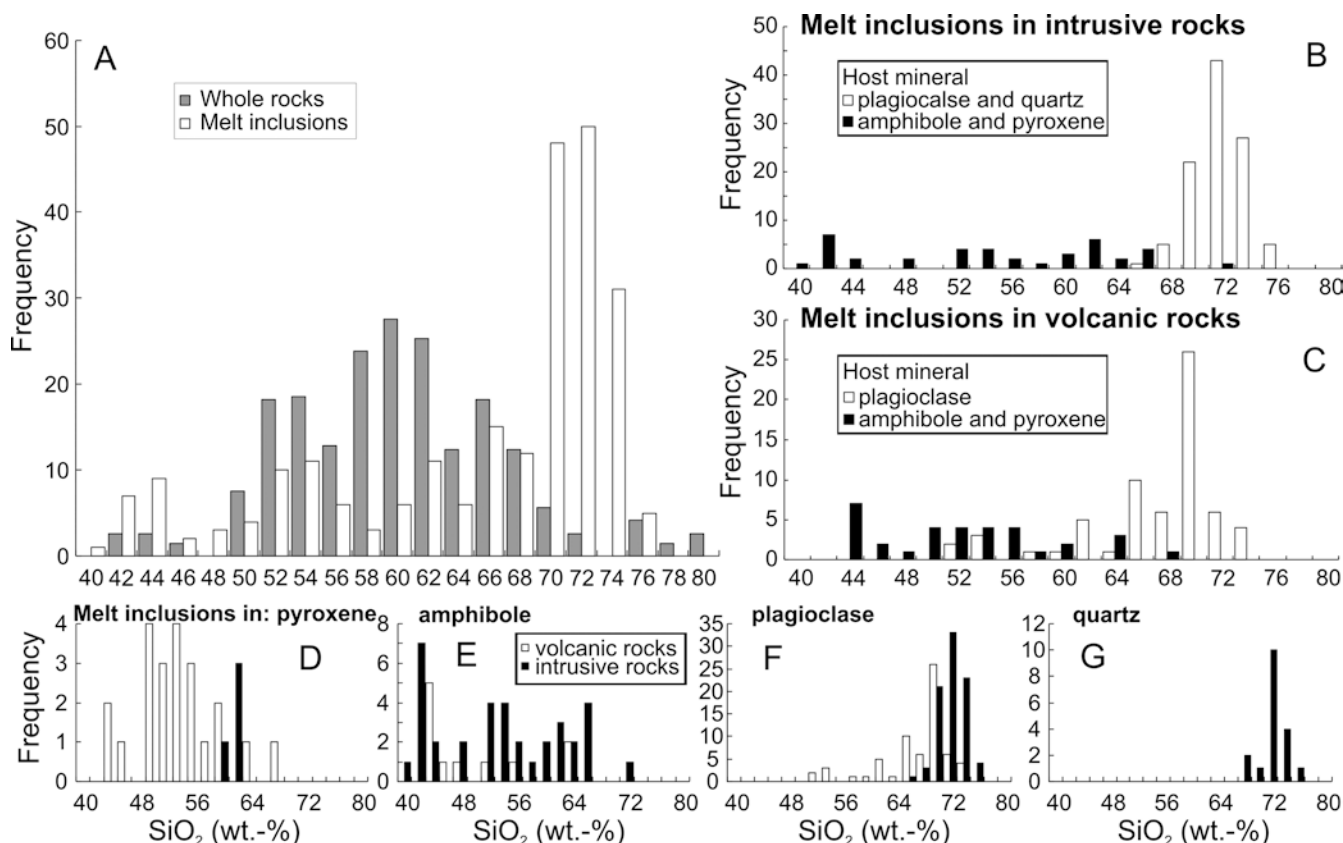 A
60
50
40
30
20
10
0
Frequency
Whole rocks
Melt inclusions
40 42 44 46 48 50 52 54 56 58 60 62 64 66 68 70 72 74 76 78 80
Melt inclusions in intrusive rocks
B
50
40
30
20
10
0
Frequency
Host mineral
plagiocalse and quartz
amphibole and pyroxene
40 44 48 52 56 60 64 68 72 76 80
Melt inclusions in volcanic rocks
C
30
25
20
15
10
5
0
Frequency
Host mineral
plagioclase
amphibole and pyroxene
40 44 48 52 56 60 64 68 72 76 80
Melt inclusions in: pyroxene
D
4
3
2
1
0
Frequency
40 48 56 64 72 80
SiO2 (wt.-%)
amphibole
E
8
6
4
2
0
volcanic rocks
intrusive rocks
40 48 56 64 72 80
SiO2 (wt.-%)
plagioclase
F
35
30
25
20
15
10
5
0
40 48 56 64 72 80
SiO2 (wt.-%)
quartz
G
12
10
8
6
4
2
0
40 48 56 64 72 80
SiO2 (wt.-%)